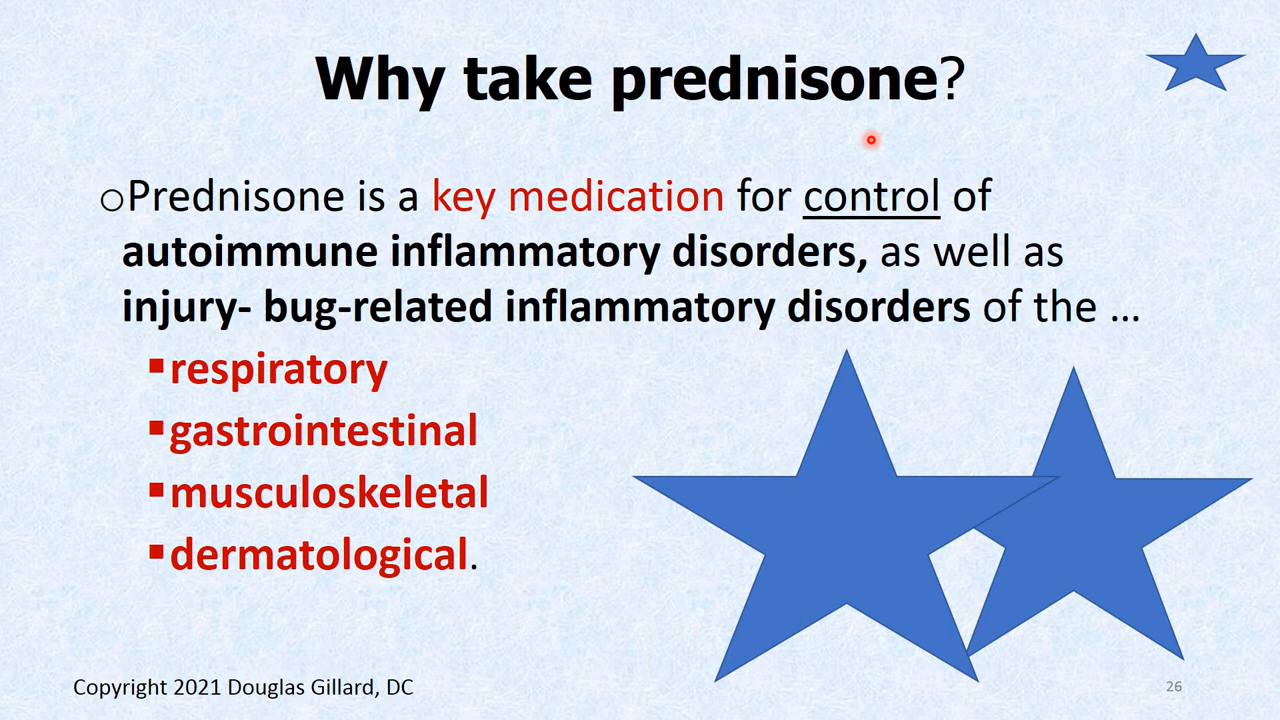 Why take prednisone?
oPrednisone is a key medication for control of
autoimmune inflammatory disorders, as well as
injury- bug-related inflammatory disorders of the ...
▪respiratory
▪gastrointestinal
▪musculoskeletal
▪dermatological.
Copyright 2021 Douglas Gillard, DC
26